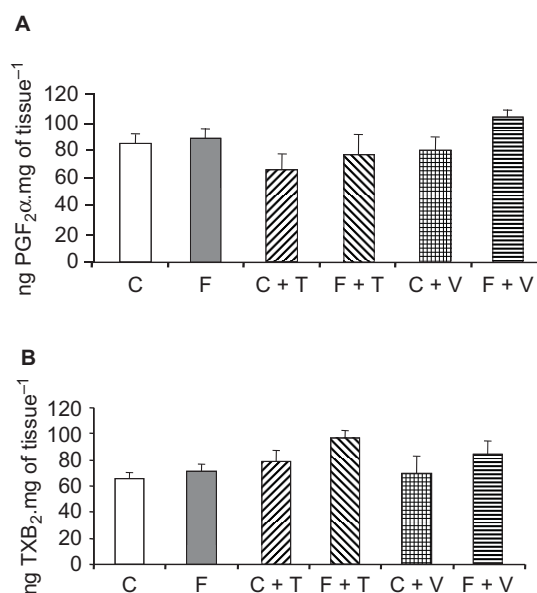 A
ng PGF₂α.mg of tissue⁻¹
120
100
80
60
40
20
0
C F C + T F + T C + V F + V
B
ng TXB₂.mg of tissue⁻¹
120
100
80
60
40
20
0
C F C + T F + T C + V F + V